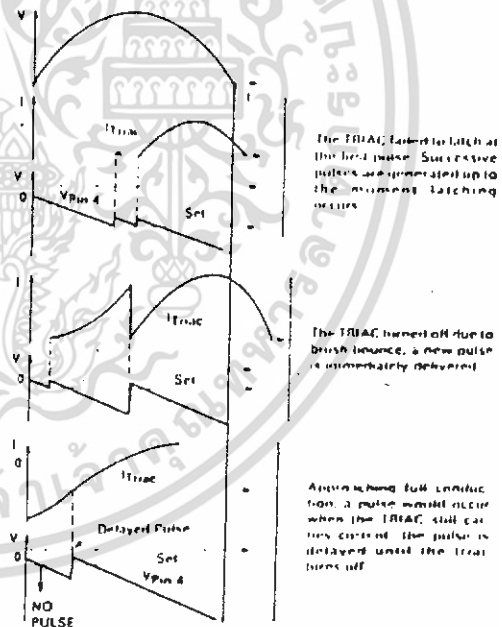 V
I
ITriac
V
0
VPin 4
Set
The TRIAC failed to latch at
the first pulse. Successive
pulses are generated up to
the moment latching
occurs
I
ITriac
V
0
Set
The TRIAC turned off due to
brush bounce, a new pulse
is immediately delivered
I
0
ITriac
Delayed Pulse
V
0
Set
VPin 4
NO
PULSE
Approaching full conduc-
tion, a pulse would occur
when the TRIAC still car-
ries current the pulse is
delayed until the triac
turns off